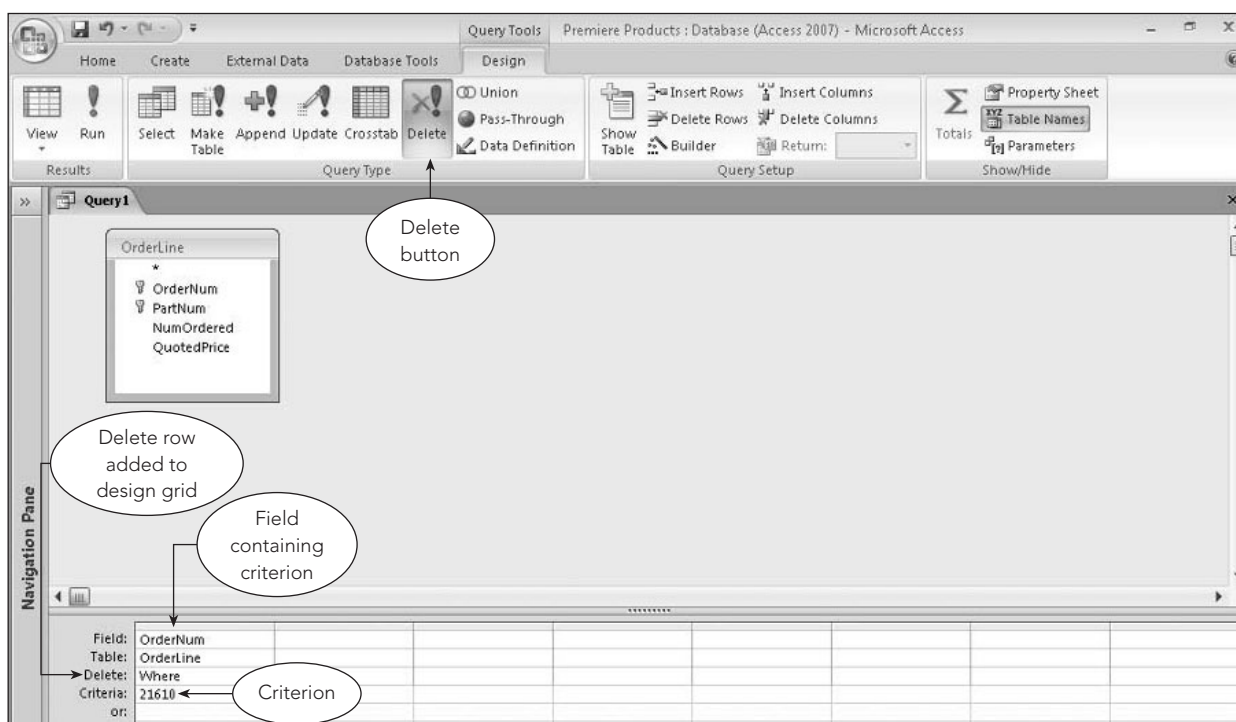 Query Tools
Premiere Products : Database (Access 2007) - Microsoft Access
Home Create External Data Database Tools Design
View
Run
Results
Select
Make Table
Append
Update
Crosstab
Delete
Union
Pass-Through
Data Definition
Query Type
Show Table
Insert Rows
Delete Rows
Builder
Insert Columns
Delete Columns
Return:
Query Setup
Totals
Property Sheet
XYZ
Table Names
[?] Parameters
Show/Hide
»
Query1
Delete
button
OrderLine
*
OrderNum
PartNum
NumOrdered
QuotedPrice
Delete row
added to
design grid
Navigation Pane
Field
containing
criterion
Field: OrderNum
Table: OrderLine
Delete: Where
Criteria: 21610
or:
Criterion